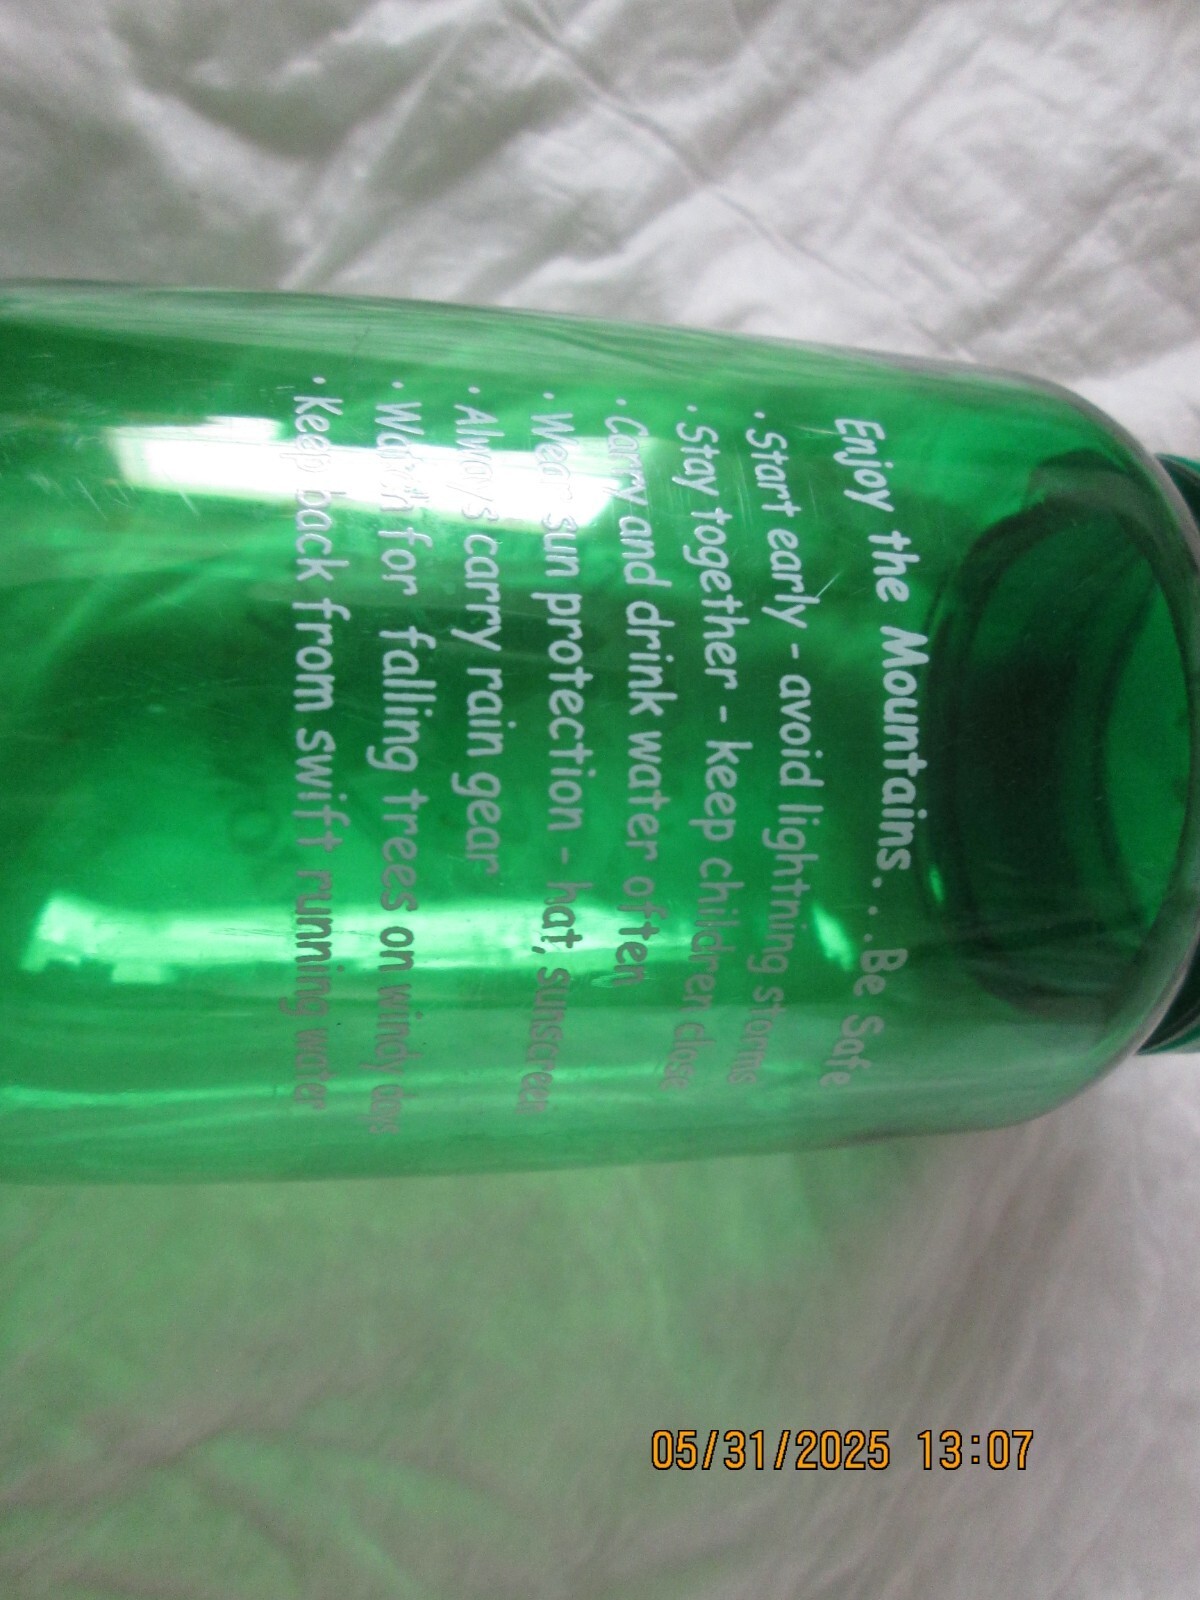 Enjoy the Mountains. . .Be Safe
· Start early - avoid lightning storms
· Stay together - keep children close
· Carry and drink water often
· Wear sun protection - hat, sunscreen
· Always carry rain gear
· Watch for falling trees on windy days
· Keep back from swift running water
05/31/2025 13:07